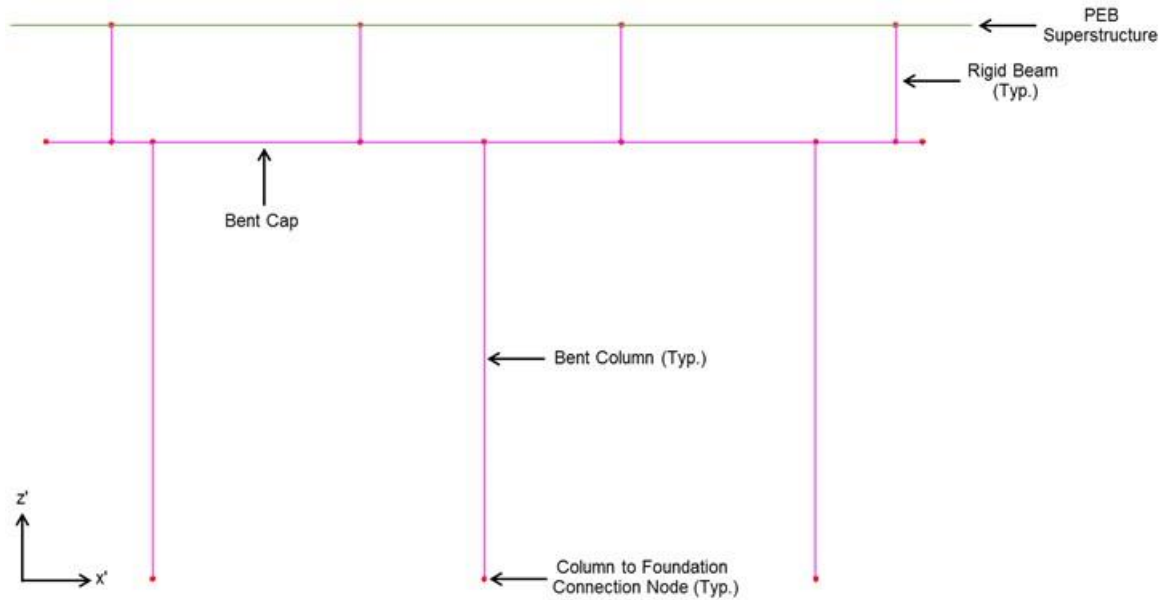 PEB
Superstructure
Rigid Beam
(Typ.)
Bent Cap
Bent Column (Typ.)
z'
x'
Column to Foundation
Connection Node (Typ.)